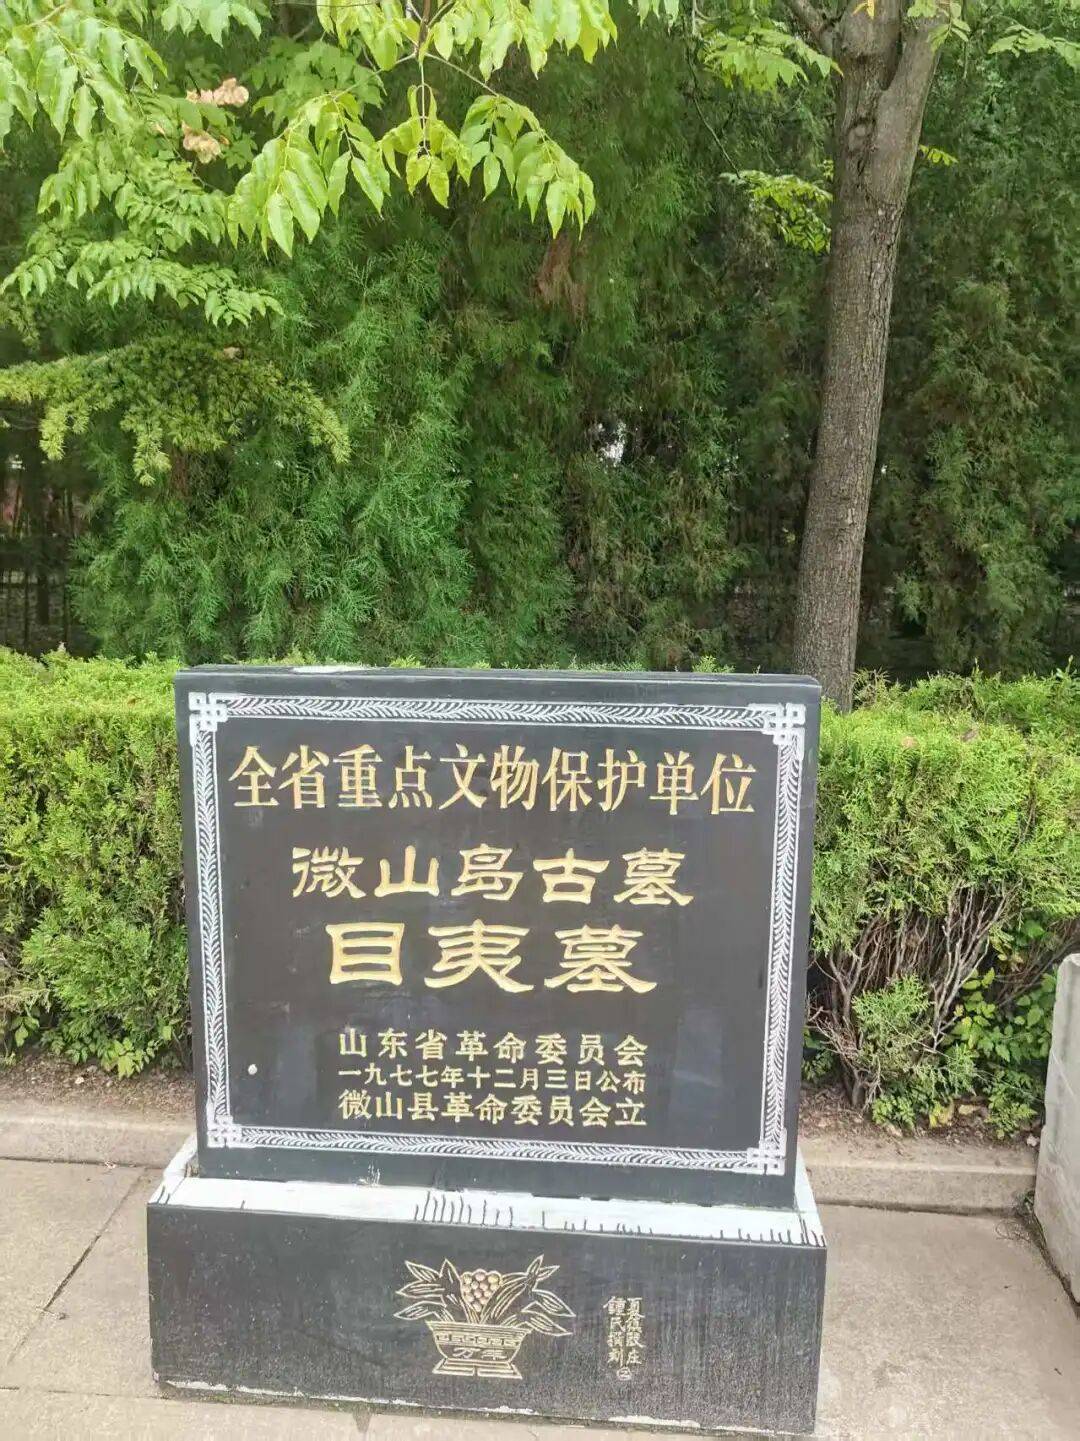 全省重点文物保护单位
微山岛古墓
目夷墓
山东省革命委员会
一九七七年十二月三日公布
微山县革命委员会立
万年